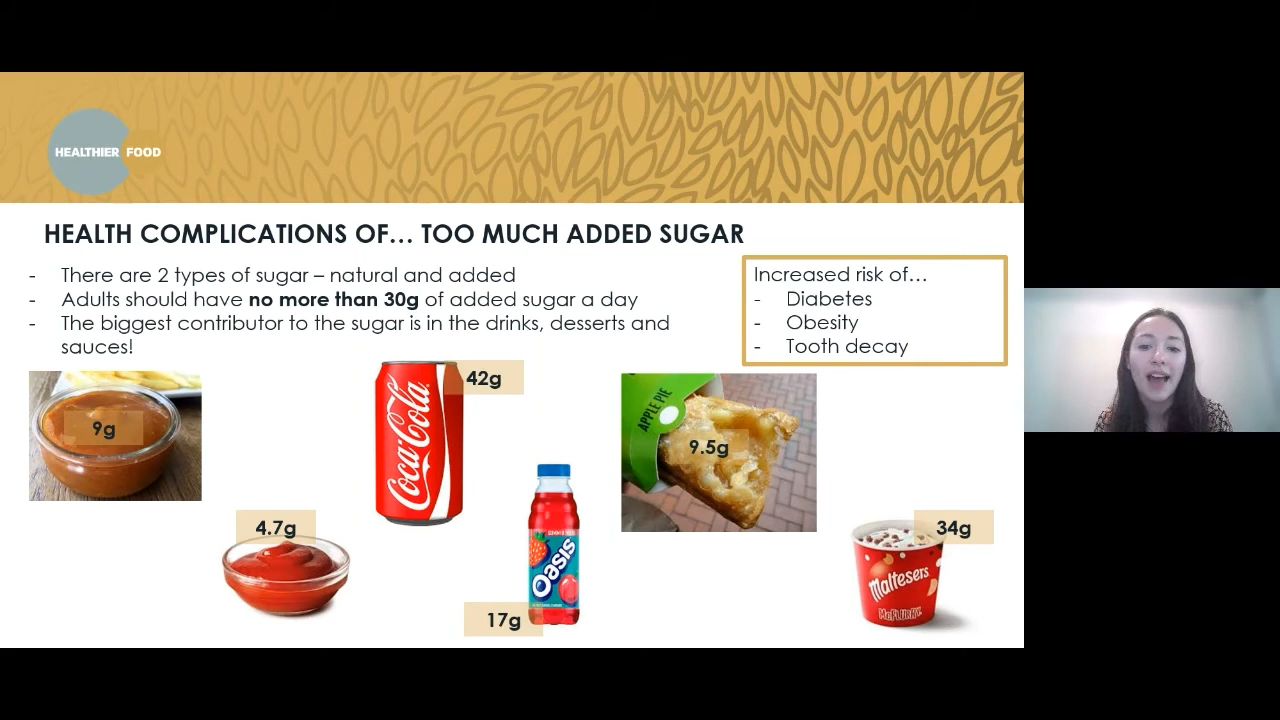 HEALTHIER FOOD
HEALTH COMPLICATIONS OF... TOO MUCH ADDED SUGAR
- There are 2 types of sugar – natural and added
- Adults should have no more than 30g of added sugar a day
- The biggest contributor to the sugar is in the drinks, desserts and
sauces!
Increased risk of...
- Diabetes
- Obesity
- Tooth decay
9g
4.7g
Coca-Cola
42g
Oasis
17g
APPLE PIE
9.5g
34g
Maltesers
McFLURRY